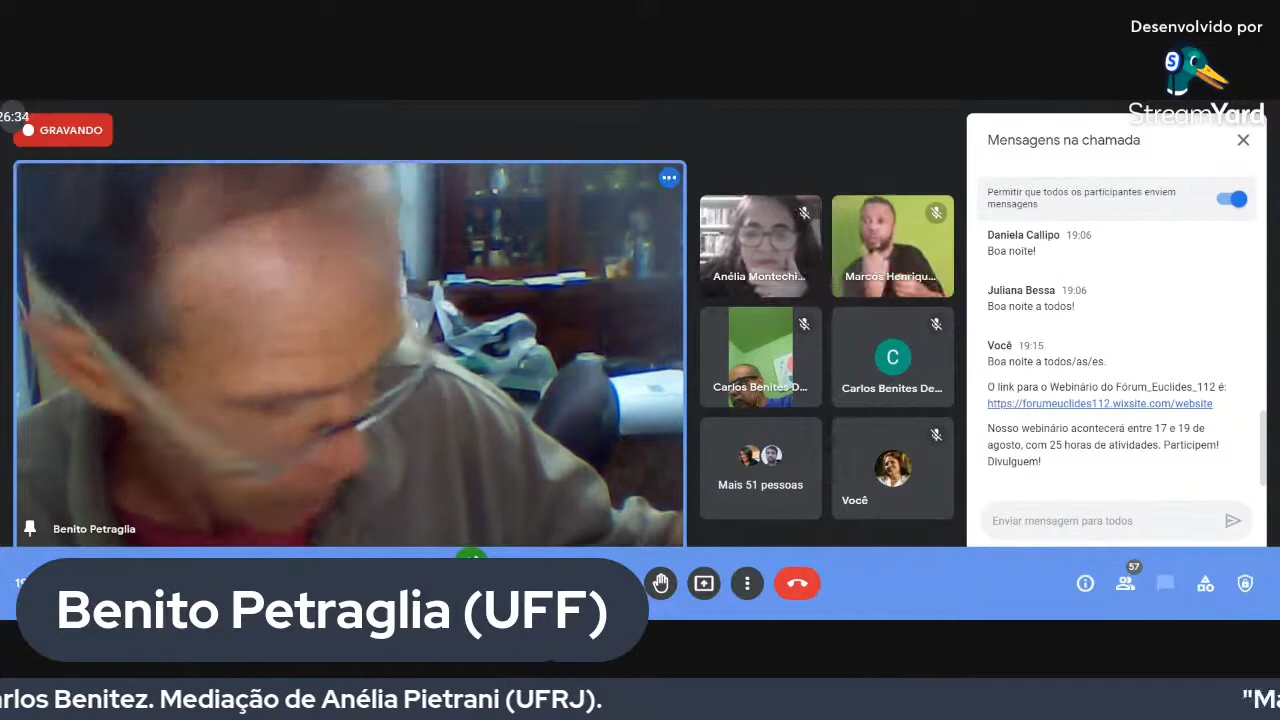 Desenvolvido por
StreamYard
26:34
GRAVANDO
Mensagens na chamada
Permitir que todos os participantes enviem
mensagens
Daniela Callipo 19:06
Boa noite!
Juliana Bessa 19:06
Boa noite a todos!
Você 19:15
Boa noite a todos/as/es.
O link para o Webinário do Fórum_Euclides_112 é:
https://forumeuclides112.wixsite.com/website
Nosso webinário acontecerá entre 17 e 19 de
agosto, com 25 horas de atividades. Participem!
Divulguem!
Enviar mensagem para todos
Anélia Montechi...
Marcos Henriqu...
Carlos Benites D...
C
Carlos Benites De...
Mais 51 pessoas
Você
Benito Petraglia
57
Benito Petraglia (UFF)
arlos Benitez. Mediação de Anélia Pietrani (UFRJ).
"Ma